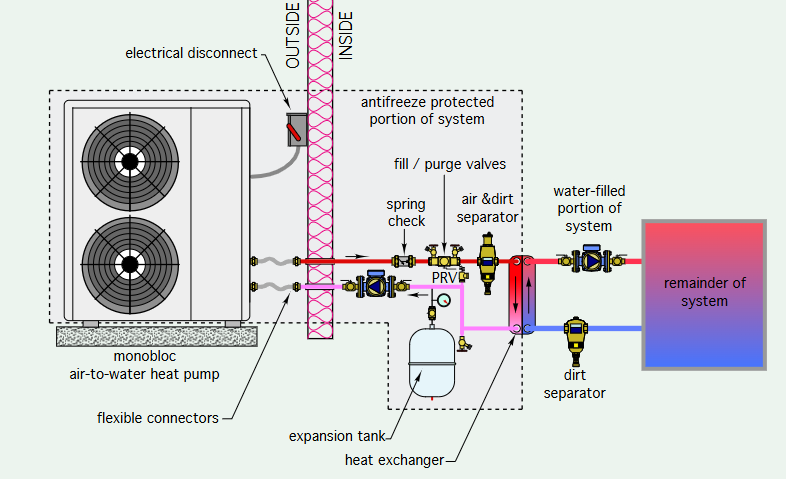 OUTSIDE
INSIDE
electrical disconnect
antifreeze protected
portion of system
fill / purge valves
spring
check
air &dirt
separator
water-filled
portion of
system
PRV
remainder of
system
monobloc
air-to-water heat pump
dirt
separator
flexible connectors
expansion tank
heat exchanger